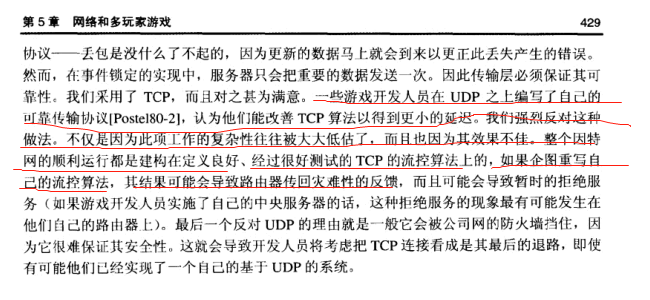 第5章 网络和多玩家游戏 429
协议——丢包是没什么了不起的，因为更新的数据马上就会到来以更正此丢失产生的错误。
然而，在事件锁定的实现中，服务器只会把重要的数据发送一次。因此传输层必须保证其可
靠性。我们采用了 TCP，而且对之甚为满意。一些游戏开发人员在 UDP 之上编写了自己的
可靠传输协议[Postel80-2]，认为他们能改善 TCP 算法以得到更小的延迟。我们强烈反对这种
做法。不仅是因为此项工作的复杂性往往被大大低估了，而且也因为其效果不佳。整个因特
网的顺利运行都是建构在定义良好、经过很好测试的 TCP 的流控算法上的，如果企图重写自
己的流控算法，其结果可能会导致路由器传回灾难性的反馈，而且可能会导致暂时的拒绝服
务（如果游戏开发人员实施了自己的中央服务器的话，这种拒绝服务的现象最有可能发生在
他们自己的路由器上）。最后一个反对 UDP 的理由就是一般它会被公司网的防火墙挡住，因
为它很难保证其安全性。这就会导致开发人员将考虑把 TCP 连接看成是其最后的退路，即使
有可能他们已经实现了一个自己的基于 UDP 的系统。